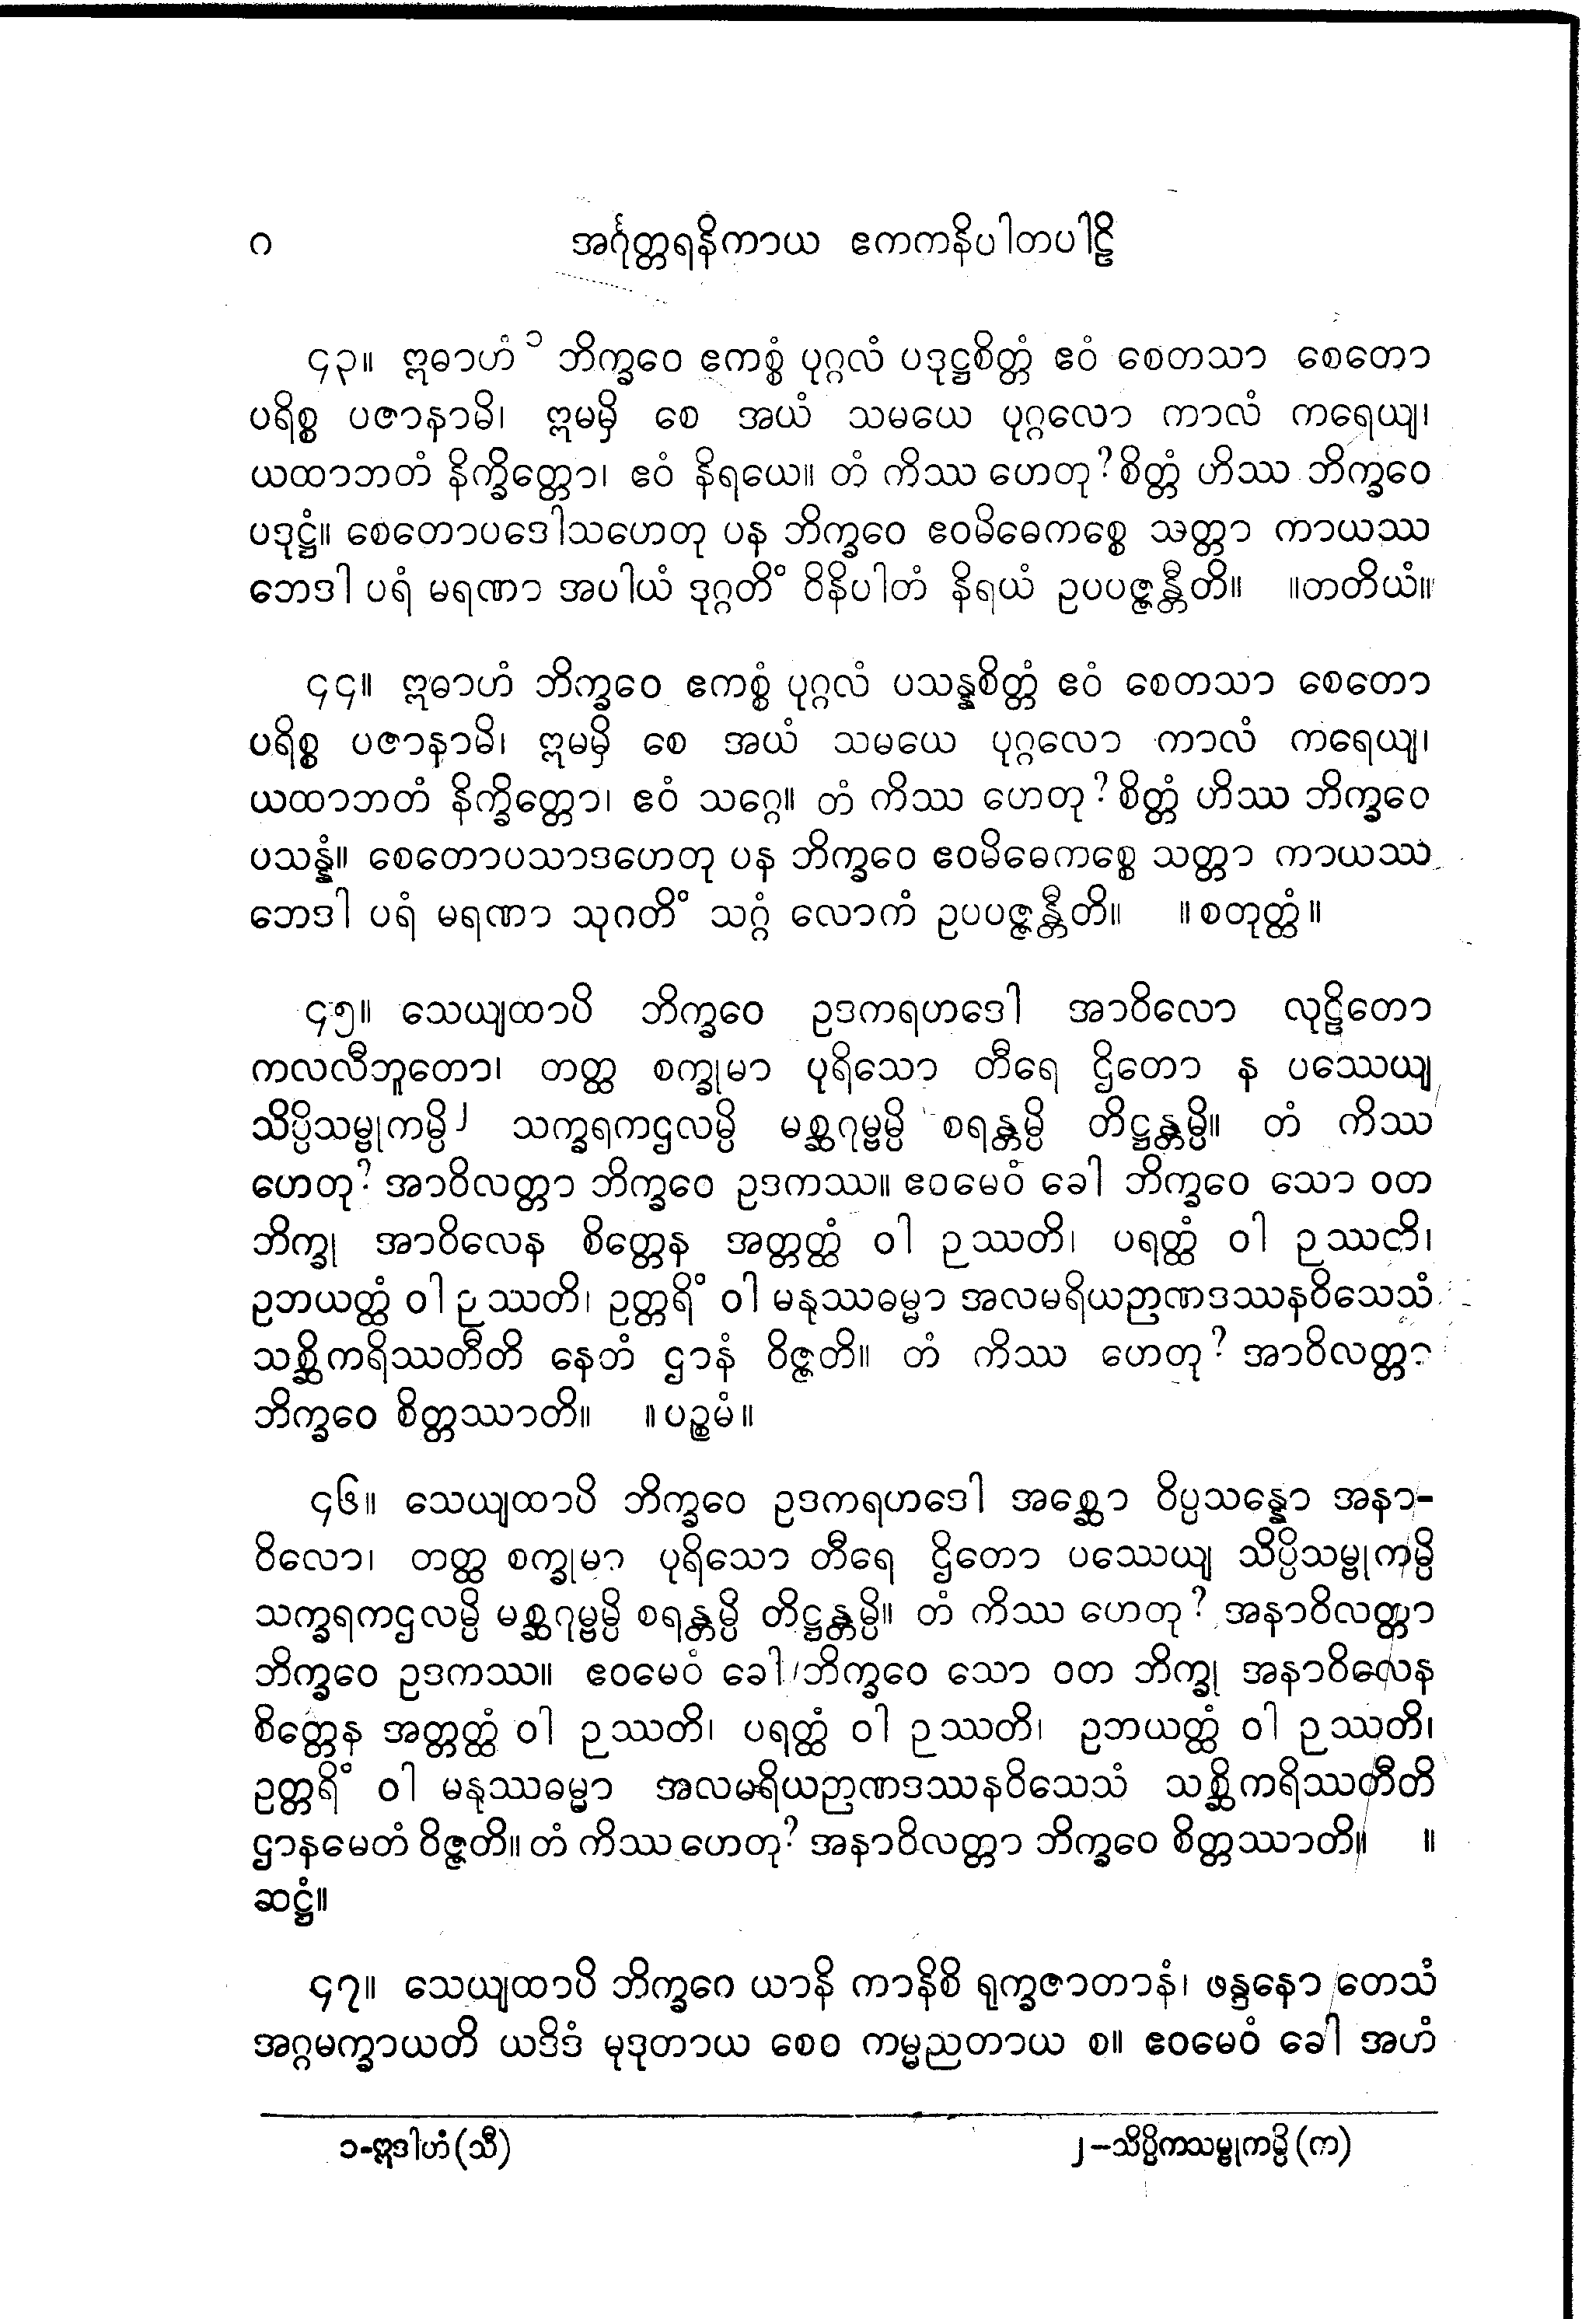 ဂ အင်္ဂုတ္တရနိကာယ ဧကကနိပါတပါဠိ
၄၃။ ဣဓာဟံ ၁ ဘိက္ခဝေ ဧကစ္စံ ပုဂ္ဂလံ ပဒုဋ္ဌစိတ္တံ ဧဝံ စေတသာ စေတော
ပရိစ္စ ပဇာနာမိ၊ ဣမမှိ စေ အယံ သမယေ ပုဂ္ဂလော ကာလံ ကရေယျ၊
ယထာဘတံ နိက္ခိတ္တော၊ ဧဝံ နိရယေ။ တံ ကိဿ ဟေတု? စိတ္တံ ဟိဿ ဘိက္ခဝေ
ပဒုဋ္ဌံ။ စေတောပဒေါသဟေတု ပန ဘိက္ခဝေ ဧဝမိဓေကစ္စေ သတ္တာ ကာယဿ
ဘေဒါ ပရံ မရဏာ အပါယံ ဒုဂ္ဂတိံ ဝိနိပါတံ နိရယံ ဥပပဇ္ဇန္တီတိ။ ။တတိယံ။
၄၄။ ဣဓာဟံ ဘိက္ခဝေ ဧကစ္စံ ပုဂ္ဂလံ ပသန္နစိတ္တံ ဧဝံ စေတသာ စေတော
ပရိစ္စ ပဇာနာမိ၊ ဣမမှိ စေ အယံ သမယေ ပုဂ္ဂလော ကာလံ ကရေယျ၊
ယထာဘတံ နိက္ခိတ္တော၊ ဧဝံ သဂ္ဂေ။ တံ ကိဿ ဟေတု? စိတ္တံ ဟိဿ ဘိက္ခဝေ
ပသန္နံ။ စေတောပသာဒဟေတု ပန ဘိက္ခဝေ ဧဝမိဓေကစ္စေ သတ္တာ ကာယဿ
ဘေဒါ ပရံ မရဏာ သုဂတိံ သဂ္ဂံ လောကံ ဥပပဇ္ဇန္တီတိ။ ။စတုတ္ထံ။
၄၅။ သေယျထာပိ ဘိက္ခဝေ ဥဒကရဟဒေါ အာဝိလော လုဠိတော
ကလလီဘူတော၊ တတ္ထ စက္ခုမာ ပုရိသော တီရေ ဌိတော န ပဿေယျ
သိပ္ပိသမ္ဗုကမ္ပိ ၂ သက္ခရကဌလမ္ပိ မစ္ဆဂုမ္ဗမ္ပိ စရန္တမ္ပိ တိဋ္ဌန္တမ္ပိ။ တံ ကိဿ
ဟေတု? အာဝိလတ္တာ ဘိက္ခဝေ ဥဒကဿ။ ဧဝမေဝံ ခေါ ဘိက္ခဝေ သော ဝတ
ဘိက္ခု အာဝိလေန စိတ္တေန အတ္တတ္ထံ ဝါ ဉဿတိ၊ ပရတ္ထံ ဝါ ဉဿတိ၊
ဥဘယတ္ထံ ဝါ ဉဿတိ၊ ဥတ္တရိံ ဝါ မနုဿဓမ္မာ အလမရိယဉာဏဒဿနဝိသေသံ
သစ္ဆိကရိဿတီတိ နေတံ ဌာနံ ဝိဇ္ဇတိ။ တံ ကိဿ ဟေတု? အာဝိလတ္တာ
ဘိက္ခဝေ စိတ္တဿာတိ။ ။ပဉ္စမံ။
၄၆။ သေယျထာပိ ဘိက္ခဝေ ဥဒကရဟဒေါ အစ္ဆော ဝိပ္ပသန္နော အနာ-
ဝိလော၊ တတ္ထ စက္ခုမာ ပုရိသော တီရေ ဌိတော ပဿေယျ သိပ္ပိသမ္ဗုကမ္ပိ
သက္ခရကဌလမ္ပိ မစ္ဆဂုမ္ဗမ္ပိ စရန္တမ္ပိ တိဋ္ဌန္တမ္ပိ။ တံ ကိဿ ဟေတု? အနာဝိလတ္တာ
ဘိက္ခဝေ ဥဒကဿ။ ဧဝမေဝံ ခေါ ဘိက္ခဝေ သော ဝတ ဘိက္ခု အနာဝိလေန
စိတ္တေန အတ္တတ္ထံ ဝါ ဉဿတိ၊ ပရတ္ထံ ဝါ ဉဿတိ၊ ဥဘယတ္ထံ ဝါ ဉဿတိ၊
ဥတ္တရိံ ဝါ မနုဿဓမ္မာ အလမရိယဉာဏဒဿနဝိသေသံ သစ္ဆိကရိဿတီတိ
ဌာနမေတံ ဝိဇ္ဇတိ။ တံ ကိဿ ဟေတု? အနာဝိလတ္တာ ဘိက္ခဝေ စိတ္တဿာတိ။ ။
ဆဋ္ဌံ။
၄၇။ သေယျထာပိ ဘိက္ခဝေ ယာနိ ကာနိစိ ရုက္ခဇာတာနံ၊ ဖန္ဒနော တေသံ
အဂ္ဂမက္ခာယတိ ယဒိဒံ မုဒုတာယ စေဝ ကမ္မညတာယ စ။ ဧဝမေဝံ ခေါ အဟံ
၁-ဣဒါဟံ (သီ) ၂-သိပ္ပိကသမ္ဗုကမ္ပိ (က)